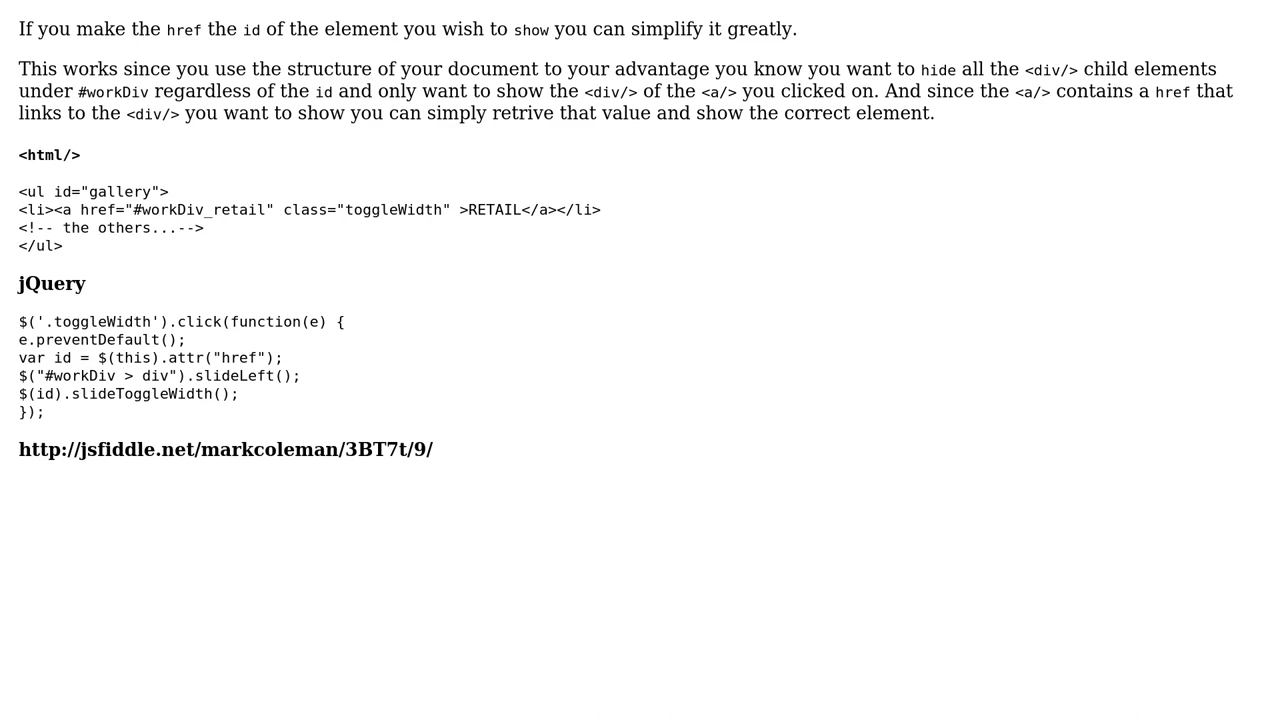 If you make the href the id of the element you wish to show you can simplify it greatly.
This works since you use the structure of your document to your advantage you know you want to hide all the <div/> child elements
under #workDiv regardless of the id and only want to show the <div/> of the <a/> you clicked on. And since the <a/> contains a href that
links to the <div/> you want to show you can simply retrive that value and show the correct element.
<html/>
<ul id="gallery">
<li><a href="#workDiv_retail" class="toggleWidth" >RETAIL</a></li>
<!-- the others...-->
</ul>
jQuery
$('.toggleWidth').click(function(e) {
e.preventDefault();
var id = $(this).attr("href");
$("#workDiv > div").slideLeft();
$(id).slideToggleWidth();
});
http://jsfiddle.net/markcoleman/3BT7t/9/